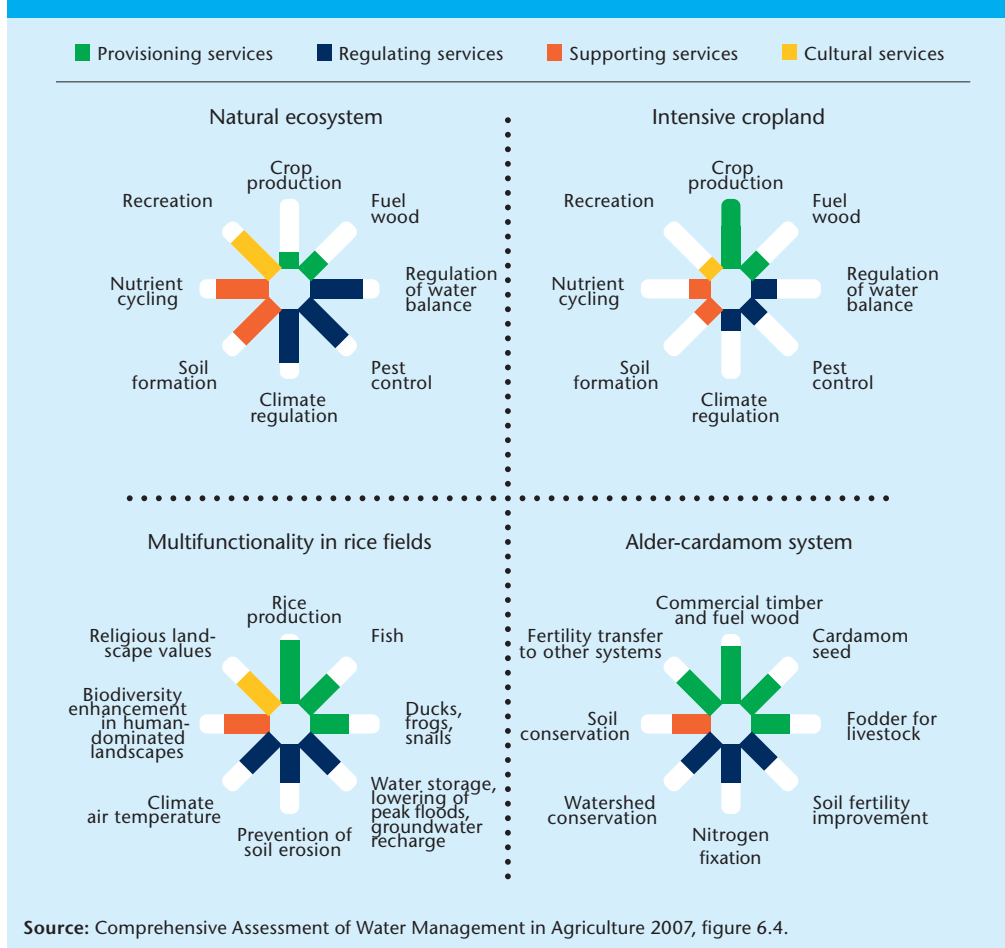 Provisioning services
Regulating services
Supporting services
Cultural services
Natural ecosystem
Crop
production
Fuel
wood
Regulation
of water
balance
Pest
control
Climate
regulation
Soil
formation
Nutrient
cycling
Recreation
Intensive cropland
Crop
production
Fuel
wood
Regulation
of water
balance
Pest
control
Climate
regulation
Soil
formation
Nutrient
cycling
Recreation
Multifunctionality in rice fields
Rice
production
Fish
Ducks,
frogs,
snails
Water storage,
lowering of
peak floods,
groundwater
recharge
Prevention of
soil erosion
Climate
air temperature
Biodiversity
enhancement
in human-
dominated
landscapes
Religious land-
scape values
Alder-cardamom system
Commercial timber
and fuel wood
Cardamom
seed
Fodder for
livestock
Soil fertility
improvement
Nitrogen
fixation
Watershed
conservation
Soil
conservation
Fertility transfer
to other systems
Source: Comprehensive Assessment of Water Management in Agriculture 2007, figure 6.4.